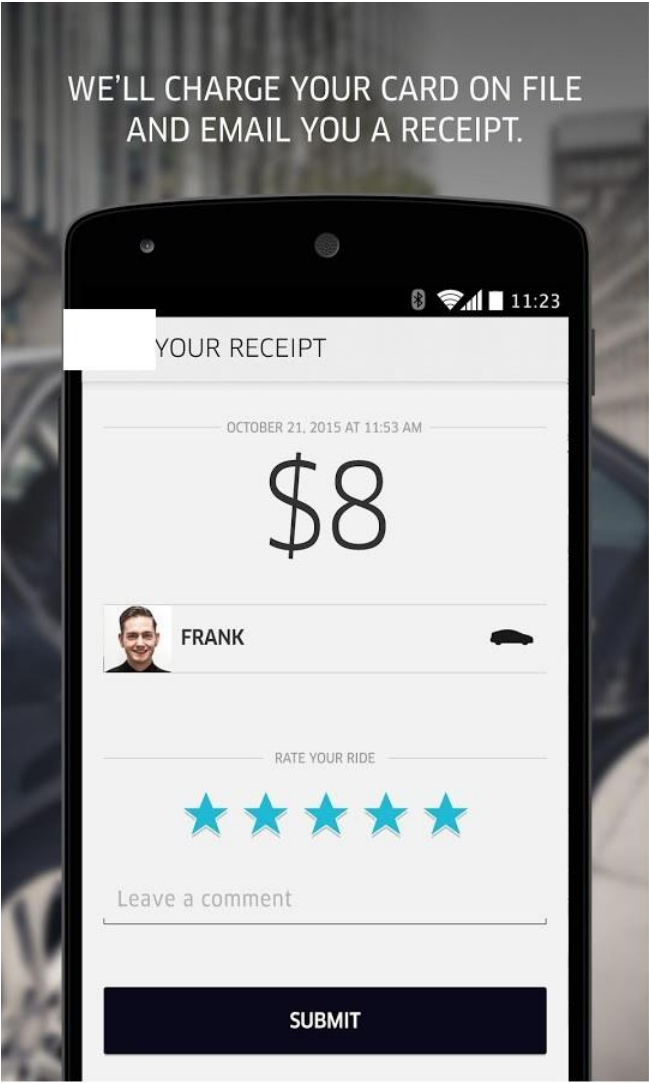 WE'LL CHARGE YOUR CARD ON FILE
AND EMAIL YOU A RECEIPT.
11:23
YOUR RECEIPT
OCTOBER 21, 2015 AT 11:53 AM
$8
FRANK
RATE YOUR RIDE
Leave a comment
SUBMIT